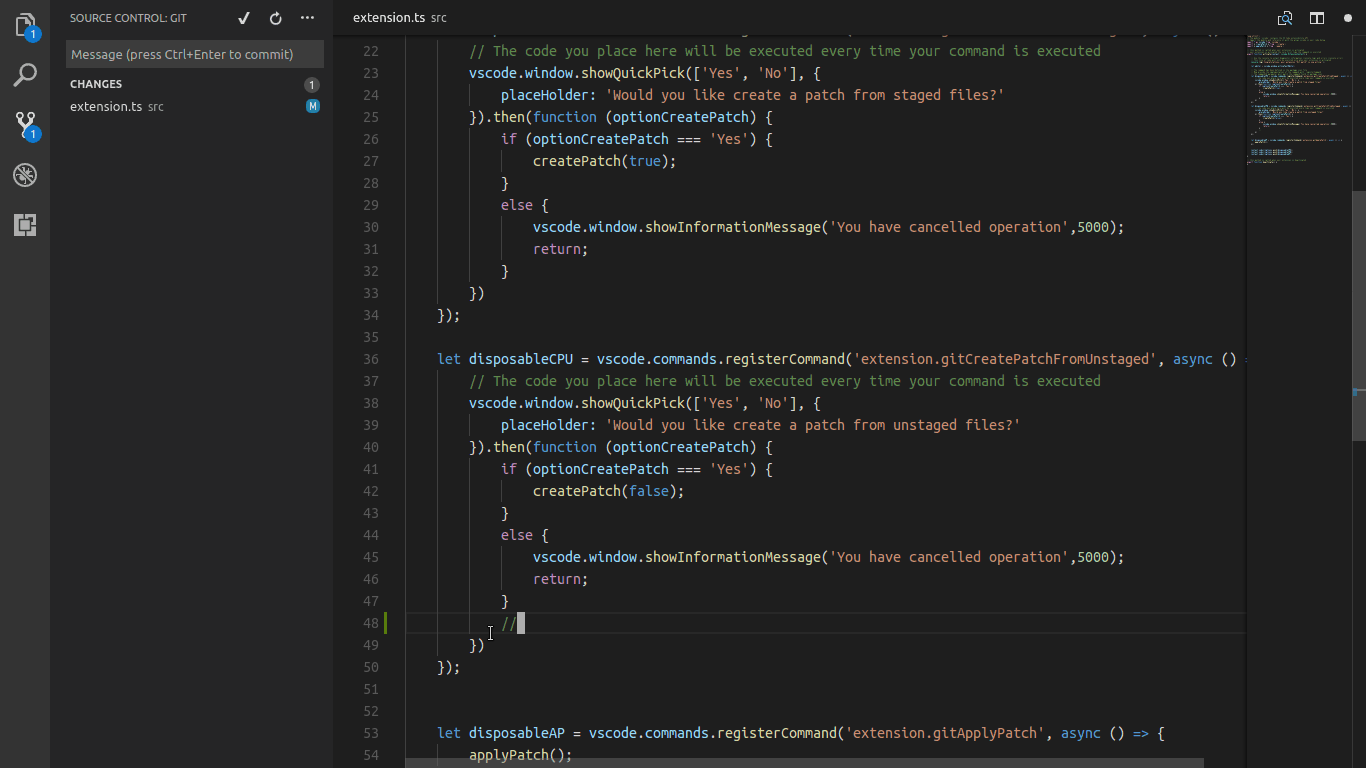 SOURCE CONTROL: GIT
extension.ts src
1
Message (press Ctrl+Enter to commit)
CHANGES 1
extension.ts src M
1
22 // The code you place here will be executed every time your command is executed
23 vscode.window.showQuickPick(['Yes', 'No'], {
24 placeHolder: 'Would you like create a patch from staged files?'
25 }).then(function (optionCreatePatch) {
26 if (optionCreatePatch === 'Yes') {
27 createPatch(true);
28 }
29 else {
30 vscode.window.showInformationMessage('You have cancelled operation',5000);
31 return;
32 }
33 })
34 });
35
36 let disposableCPU = vscode.commands.registerCommand('extension.gitCreatePatchFromUnstaged', async ()
37 // The code you place here will be executed every time your command is executed
38 vscode.window.showQuickPick(['Yes', 'No'], {
39 placeHolder: 'Would you like create a patch from unstaged files?'
40 }).then(function (optionCreatePatch) {
41 if (optionCreatePatch === 'Yes') {
42 createPatch(false);
43 }
44 else {
45 vscode.window.showInformationMessage('You have cancelled operation',5000);
46 return;
47 }
48 //
49 })
50 });
51
52
53 let disposableAP = vscode.commands.registerCommand('extension.gitApplyPatch', async () => {
54 applyPatch();